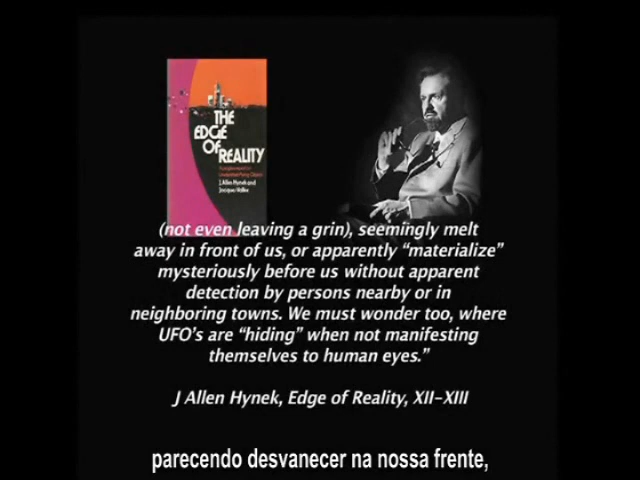 THE
EDGE
OF
REALITY
J. Allen Hynek and
Jacques Vallee
(not even leaving a grin), seemingly melt
away in front of us, or apparently “materialize”
mysteriously before us without apparent
detection by persons nearby or in
neighboring towns. We must wonder too, where
UFO's are “hiding” when not manifesting
themselves to human eyes.”
J Allen Hynek, Edge of Reality, XII-XIII
parecendo desvanecer na nossa frente,